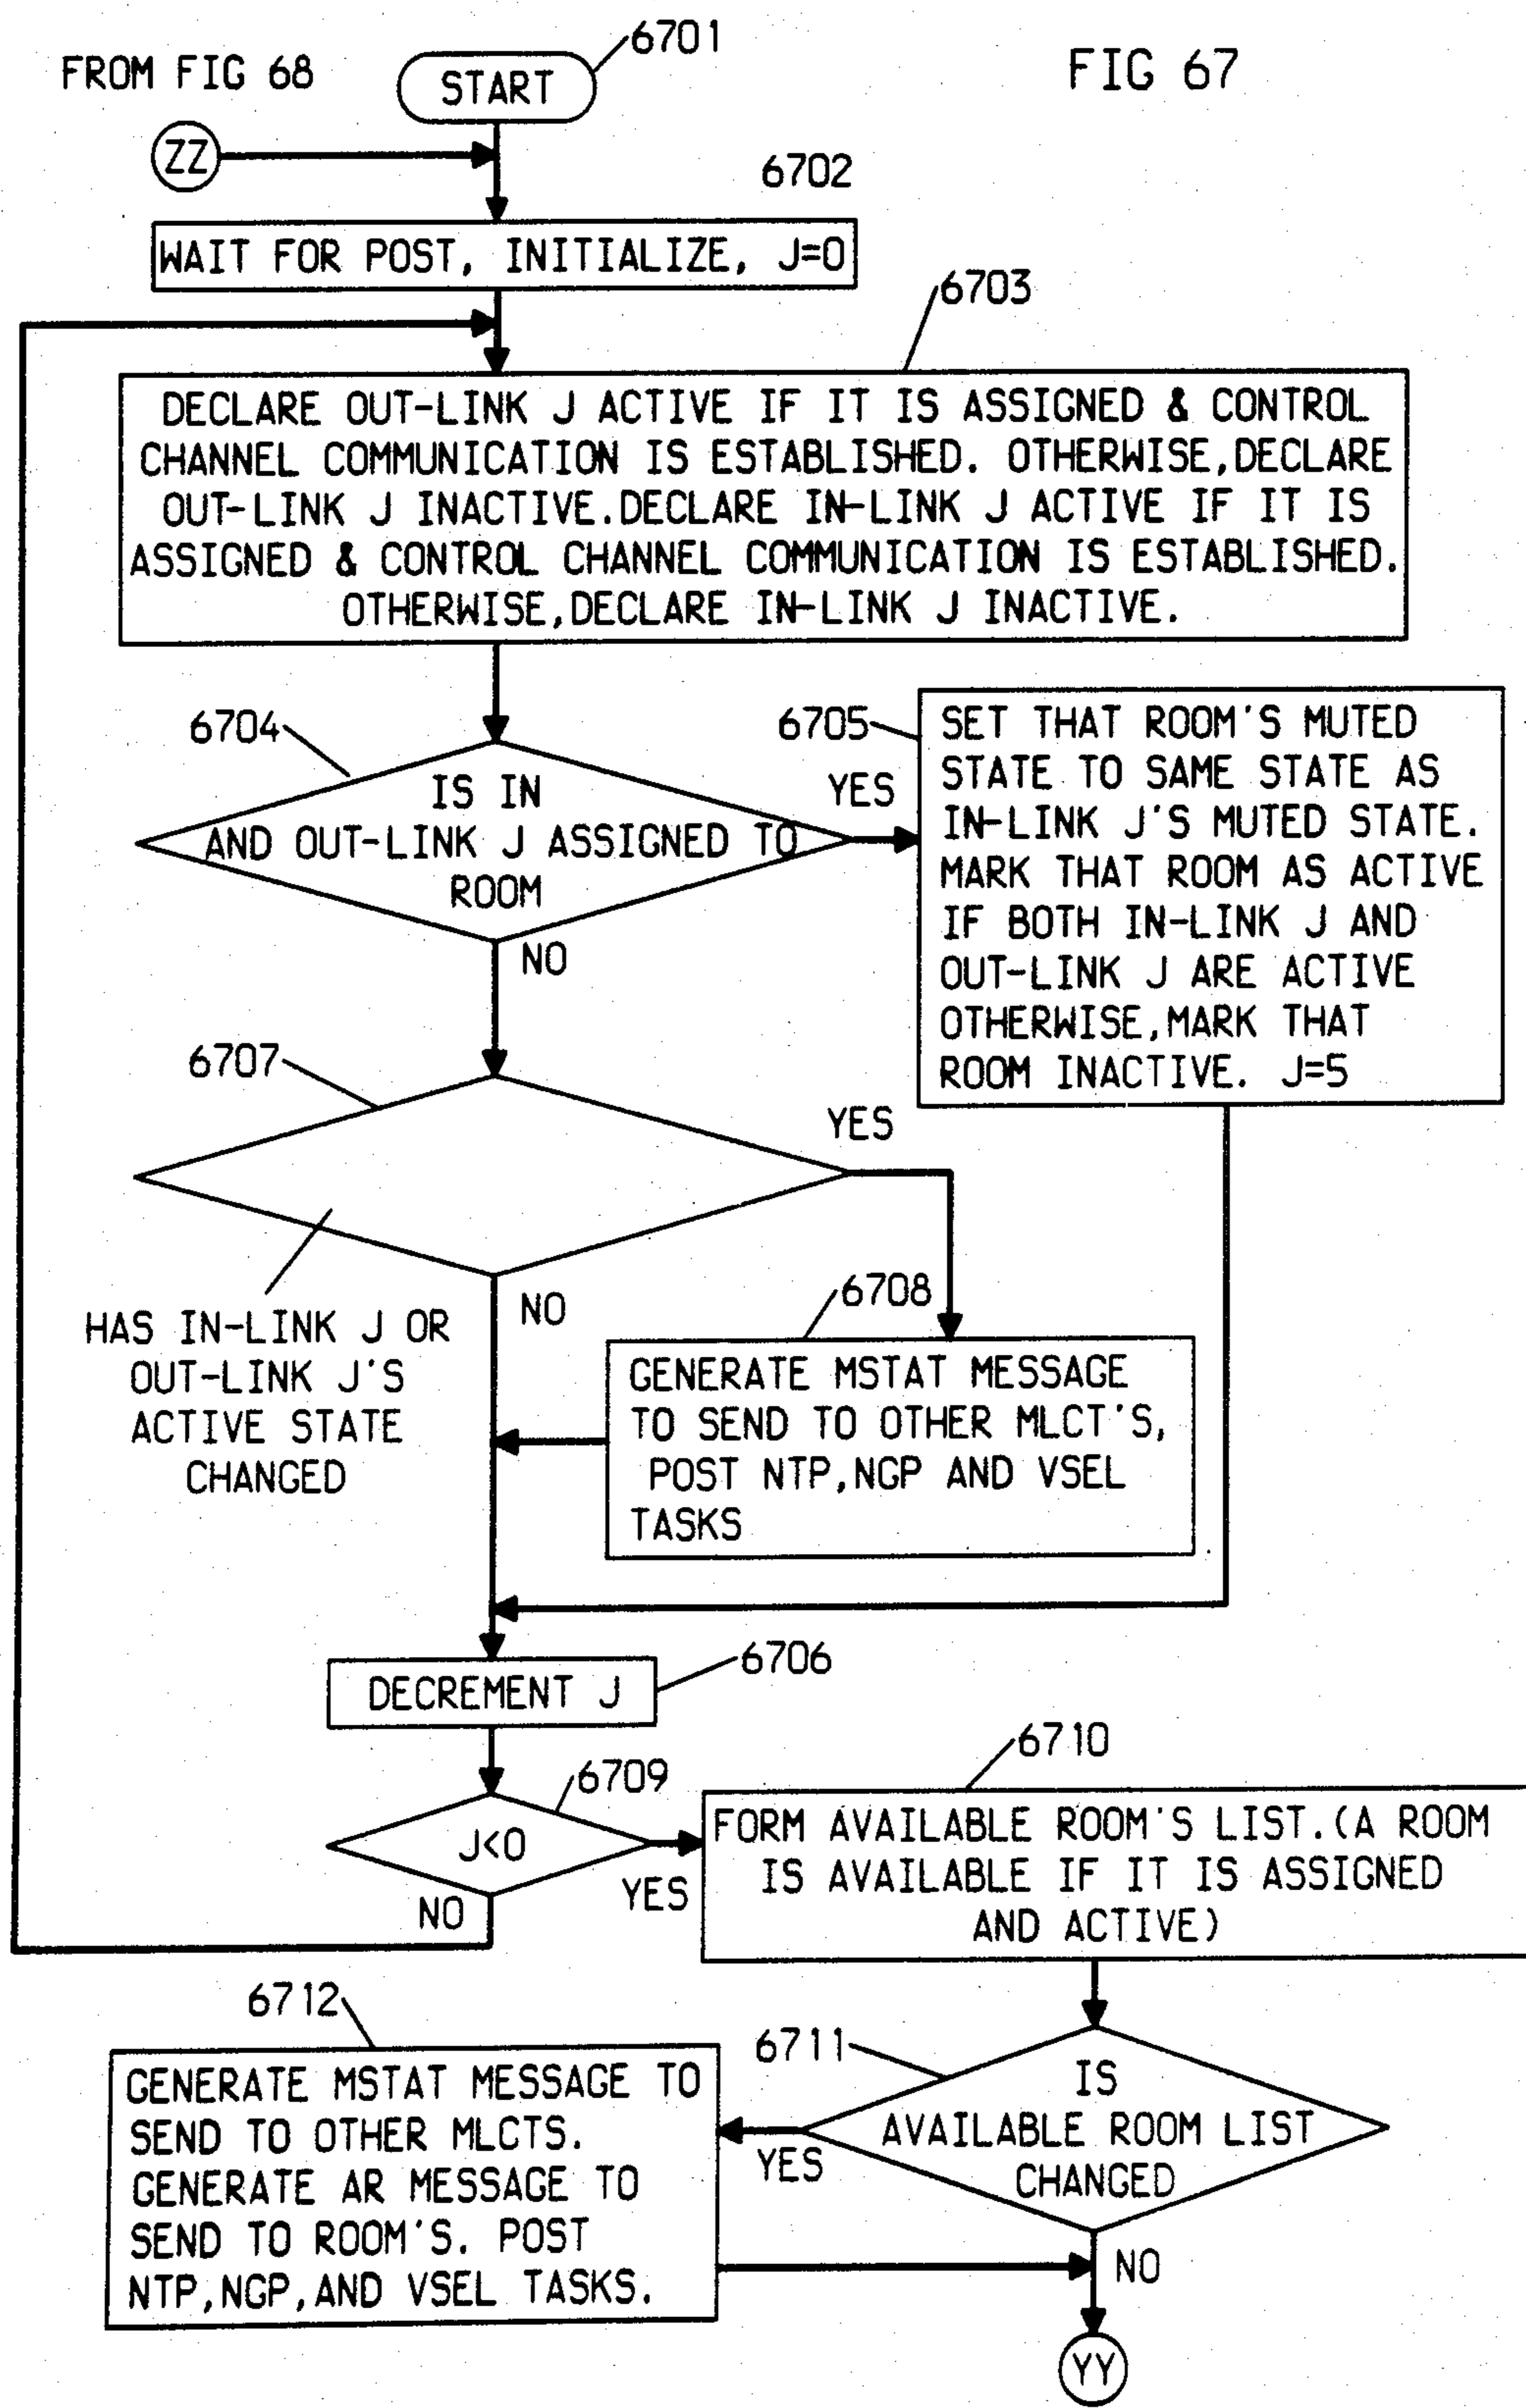 6701
FROM FIG 68
START
FIG 67
ZZ
6702
WAIT FOR POST, INITIALIZE, J=0
6703
DECLARE OUT-LINK J ACTIVE IF IT IS ASSIGNED & CONTROL
CHANNEL COMMUNICATION IS ESTABLISHED. OTHERWISE,DECLARE
OUT-LINK J INACTIVE.DECLARE IN-LINK J ACTIVE IF IT IS
ASSIGNED & CONTROL CHANNEL COMMUNICATION IS ESTABLISHED.
OTHERWISE,DECLARE IN-LINK J INACTIVE.
6704
IS IN
AND OUT-LINK J ASSIGNED TO
ROOM
YES
NO
6705
SET THAT ROOM'S MUTED
STATE TO SAME STATE AS
IN-LINK J'S MUTED STATE.
MARK THAT ROOM AS ACTIVE
IF BOTH IN-LINK J AND
OUT-LINK J ARE ACTIVE
OTHERWISE,MARK THAT
ROOM INACTIVE. J=5
6707
YES
NO
HAS IN-LINK J OR
OUT-LINK J'S
ACTIVE STATE
CHANGED
6708
GENERATE MSTAT MESSAGE
TO SEND TO OTHER MLCT'S,
POST NTP,NGP AND VSEL
TASKS
6706
DECREMENT J
6709
J<0
YES
NO
6710
FORM AVAILABLE ROOM'S LIST.(A ROOM
IS AVAILABLE IF IT IS ASSIGNED
AND ACTIVE)
6711
IS
AVAILABLE ROOM LIST
CHANGED
YES
NO
6712
GENERATE MSTAT MESSAGE TO
SEND TO OTHER MLCTS.
GENERATE AR MESSAGE TO
SEND TO ROOM'S. POST
NTP,NGP,AND VSEL TASKS.
YY